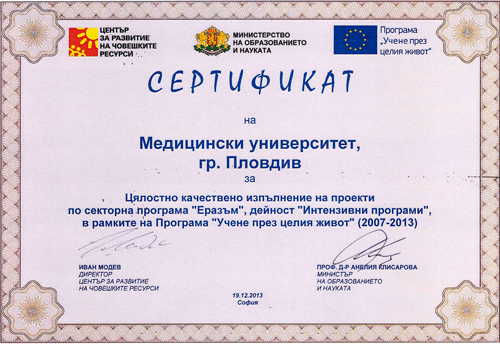 ЦЕНТЪР
ЗА РАЗВИТИЕ
НА ЧОВЕШКИТЕ
РЕСУРСИ
МИНИСТЕРСТВО
НА ОБРАЗОВАНИЕТО
И НАУКАТА
Програма
„Учене през
целия живот"
СЕРТИФИКАТ
на
Медицински университет,
гр. Пловдив
за
Цялостно качествено изпълнение на проекти
по секторна програма "Еразъм", дейност "Интензивни програми",
в рамките на Програма "Учене през целия живот" (2007-2013)
ИВАН МОДЕВ
ДИРЕКТОР
ЦЕНТЪР ЗА РАЗВИТИЕ
НА ЧОВЕШКИТЕ РЕСУРСИ
ПРОФ. Д-Р АНЕЛИЯ КЛИСАРОВА
МИНИСТЪР
НА ОБРАЗОВАНИЕТО
И НАУКАТА
19.12.2013
София